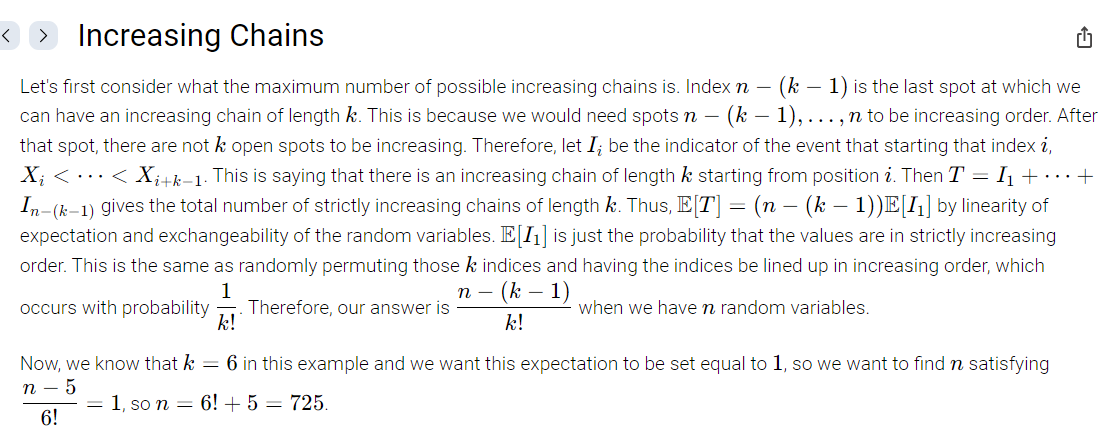 < > Increasing Chains
Let's first consider what the maximum number of possible increasing chains is. Index $n - (k - 1)$ is the last spot at which we
can have an increasing chain of length $k$. This is because we would need spots $n - (k - 1), \ldots, n$ to be increasing order. After
that spot, there are not $k$ open spots to be increasing. Therefore, let $I_i$ be the indicator of the event that starting that index $i$,
$X_i < \cdots < X_{i+k-1}$. This is saying that there is an increasing chain of length $k$ starting from position $i$. Then $T = I_1 + \cdots +$
$I_{n-(k-1)}$ gives the total number of strictly increasing chains of length $k$. Thus, $\mathbb{E}[T] = (n - (k - 1))\mathbb{E}[I_1]$ by linearity of
expectation and exchangeability of the random variables. $\mathbb{E}[I_1]$ is just the probability that the values are in strictly increasing
order. This is the same as randomly permuting those $k$ indices and having the indices be lined up in increasing order, which
occurs with probability $\frac{1}{k!}$. Therefore, our answer is $\frac{n - (k - 1)}{k!}$ when we have $n$ random variables.
Now, we know that $k = 6$ in this example and we want this expectation to be set equal to $1$, so we want to find $n$ satisfying
$\frac{n - 5}{6!} = 1$, so $n = 6! + 5 = 725$.